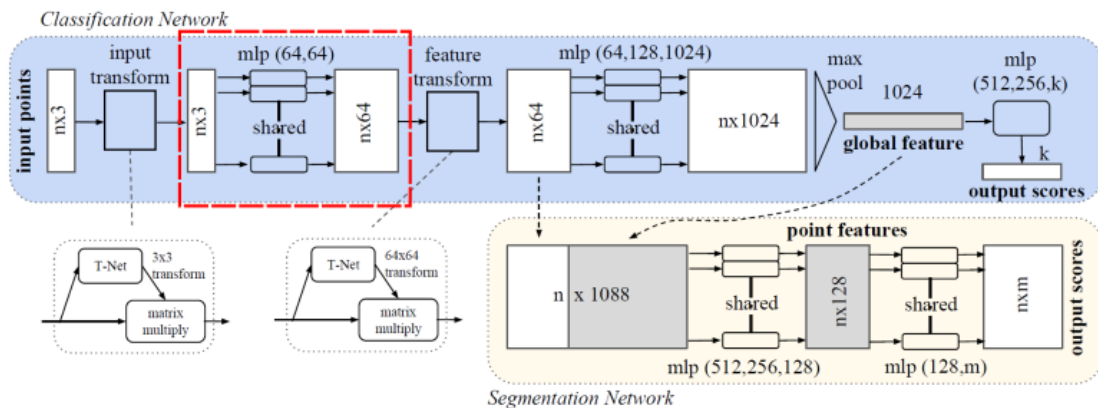 Classification Network
input points
nx3
input
transform
nx3
mlp (64,64)
shared
nx64
feature
transform
nx64
mlp (64,128,1024)
shared
nx1024
max
pool
1024
global feature
mlp
(512,256,k)
k
output scores
T-Net
3x3
transform
matrix
multiply
T-Net
64x64
transform
matrix
multiply
point features
n x 1088
shared
mlp (512,256,128)
nx128
shared
mlp (128,m)
nxm
output scores
Segmentation Network